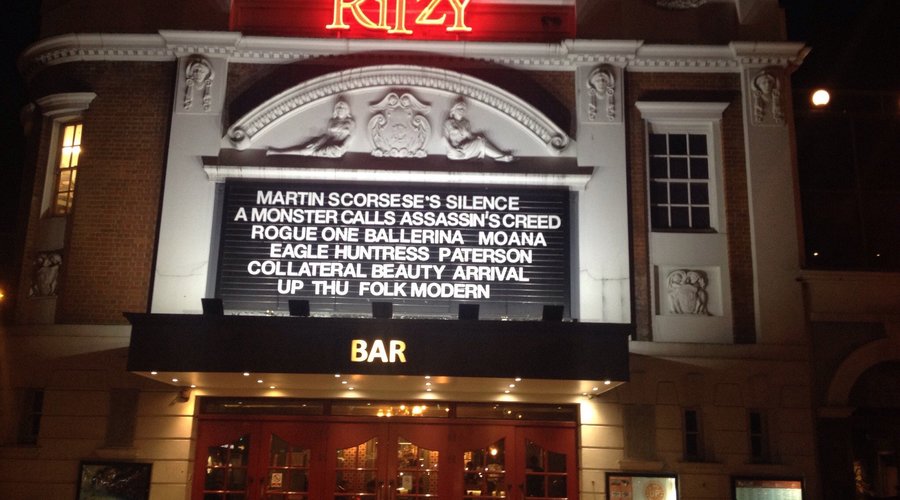 RITZY
MARTIN SCORSESE'S SILENCE
A MONSTER CALLS ASSASSIN'S CREED
ROGUE ONE BALLERINA MOANA
EAGLE HUNTRESS PATERSON
COLLATERAL BEAUTY ARRIVAL
UP THU FOLK MODERN
BAR